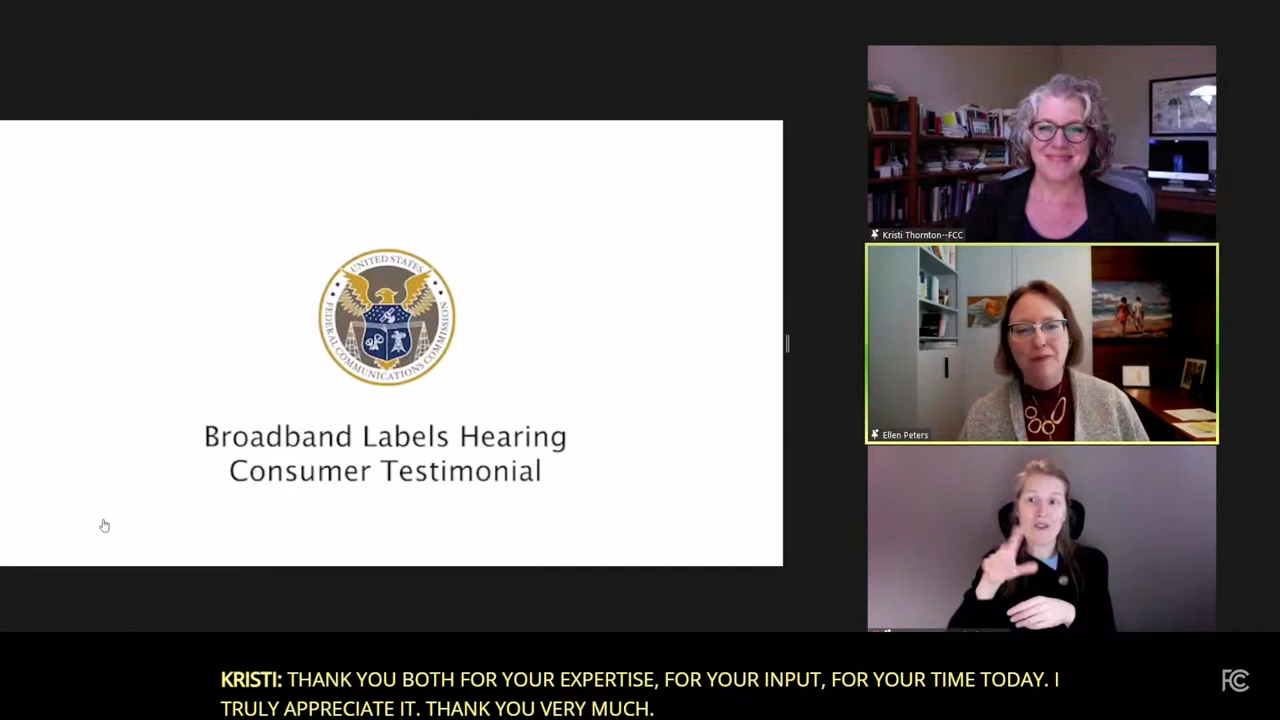 UNITED STATES
FEDERAL COMMUNICATIONS COMMISSION
Broadband Labels Hearing
Consumer Testimonial
Kristi Thornton--FCC
Ellen Peters
KRISTI: THANK YOU BOTH FOR YOUR EXPERTISE, FOR YOUR INPUT, FOR YOUR TIME TODAY. I
TRULY APPRECIATE IT. THANK YOU VERY MUCH.
FCC